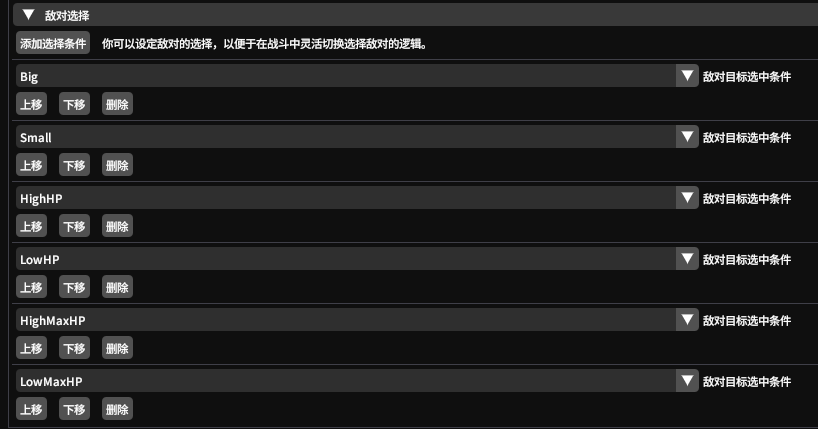 敌对选择
添加选择条件 你可以设定敌对的选择，以便于在战斗中灵活切换选择敌对的逻辑。
Big 敌对目标选中条件
上移 下移 删除
Small 敌对目标选中条件
上移 下移 删除
HighHP 敌对目标选中条件
上移 下移 删除
LowHP 敌对目标选中条件
上移 下移 删除
HighMaxHP 敌对目标选中条件
上移 下移 删除
LowMaxHP 敌对目标选中条件
上移 下移 删除